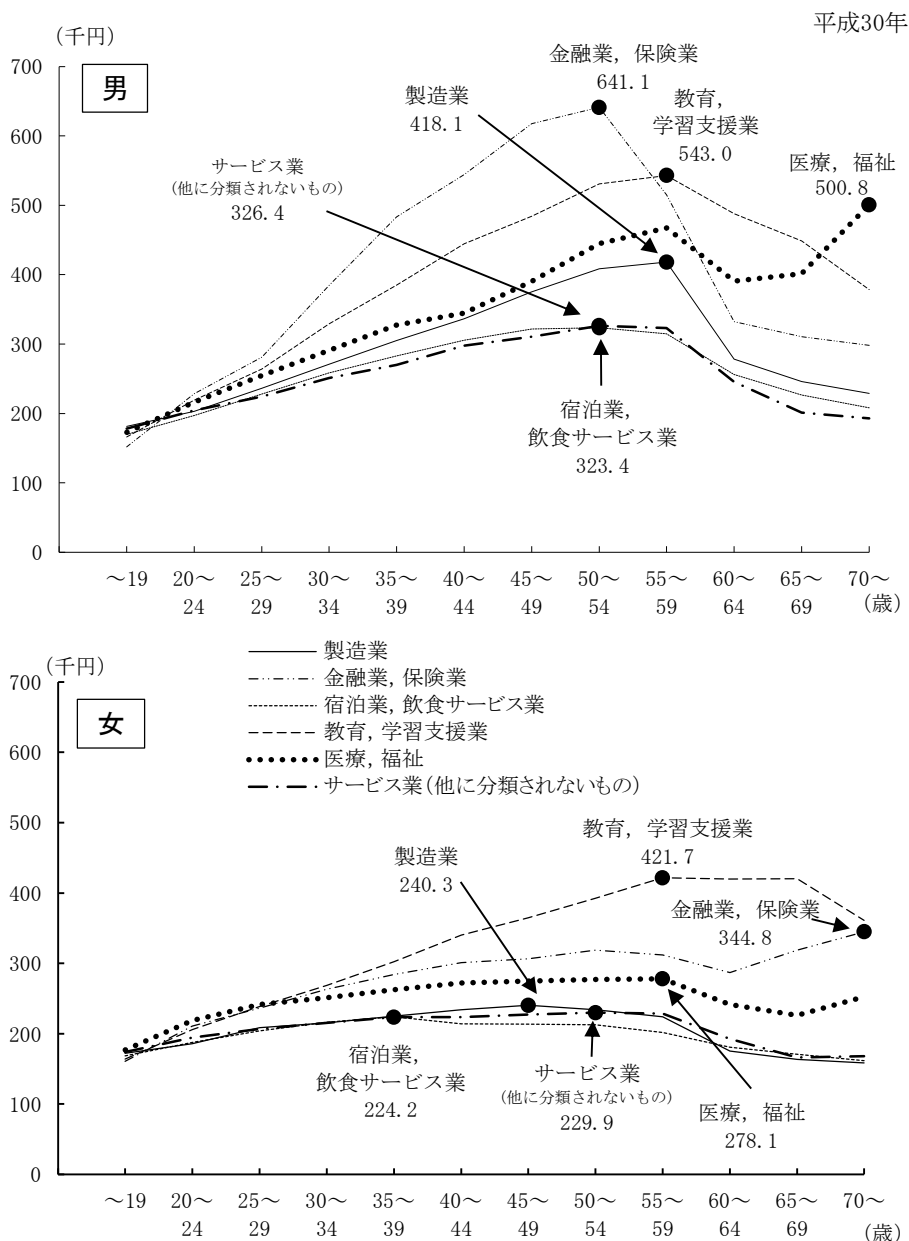 平成30年
(千円)
男
700
600
500
400
300
200
100
0
金融業, 保険業
641.1
製造業
418.1
教育,
学習支援業
543.0
医療, 福祉
500.8
サービス業
(他に分類されないもの)
326.4
宿泊業,
飲食サービス業
323.4
～19 20～ 25～ 30～ 35～ 40～ 45～ 50～ 55～ 60～ 65～ 70～
24 29 34 39 44 49 54 59 64 69 (歳)
(千円)
女
700
600
500
400
300
200
100
0
製造業
金融業, 保険業
宿泊業, 飲食サービス業
教育, 学習支援業
医療, 福祉
サービス業(他に分類されないもの)
教育, 学習支援業
421.7
製造業
240.3
金融業, 保険業
344.8
宿泊業,
飲食サービス業
224.2
サービス業
(他に分類されないもの)
229.9
医療, 福祉
278.1
～19 20～ 25～ 30～ 35～ 40～ 45～ 50～ 55～ 60～ 65～ 70～
24 29 34 39 44 49 54 59 64 69 (歳)